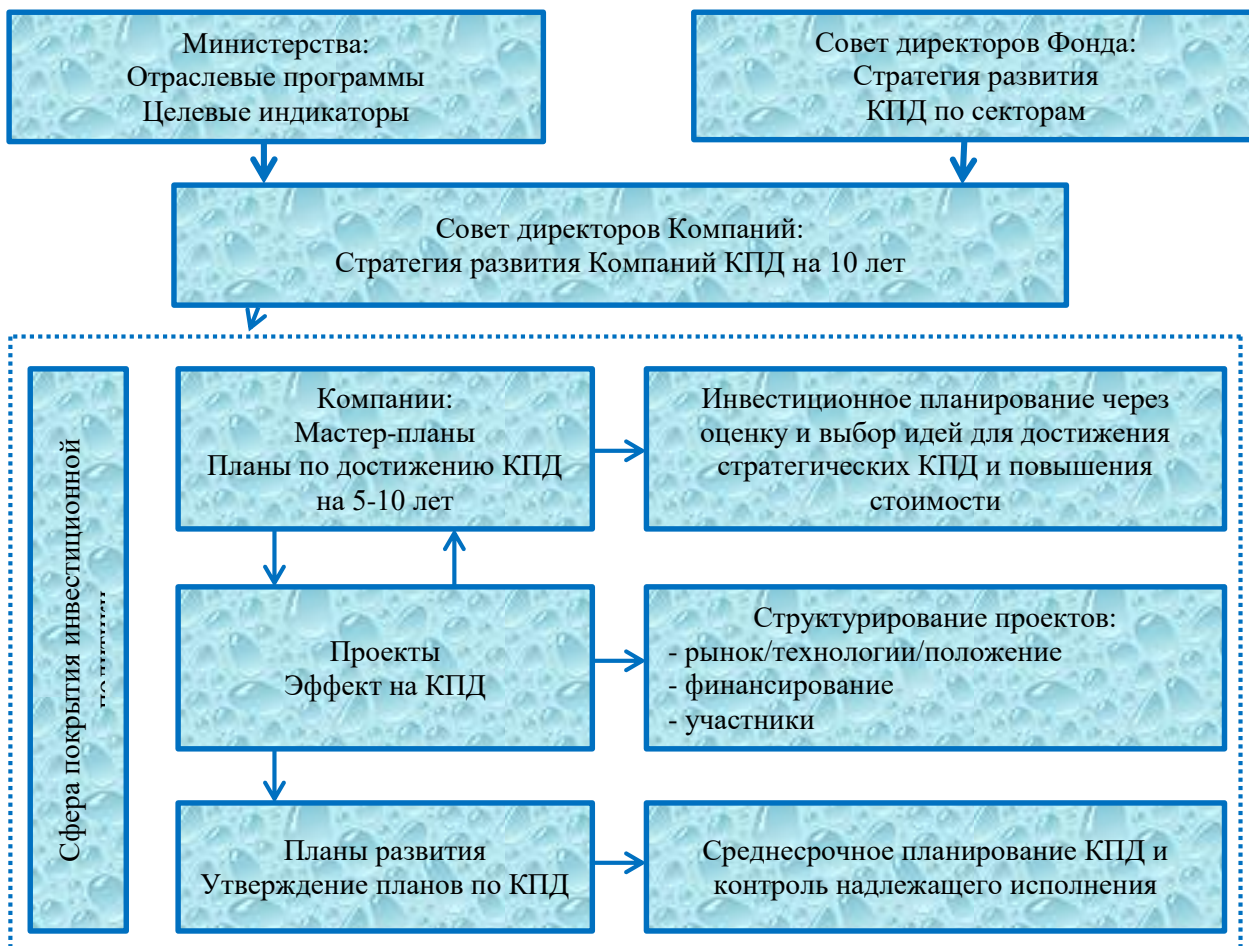 Министерства:
Отраслевые программы
Целевые индикаторы
Совет директоров Фонда:
Стратегия развития
КПД по секторам
Совет директоров Компаний:
Стратегия развития Компаний КПД на 10 лет
Сфера покрытия инвестиционной
Компании:
Мастер-планы
Планы по достижению КПД
на 5-10 лет
Инвестиционное планирование через
оценку и выбор идей для достижения
стратегических КПД и повышения
стоимости
Проекты
Эффект на КПД
Структурирование проектов:
- рынок/технологии/положение
- финансирование
- участники
Планы развития
Утверждение планов по КПД
Среднесрочное планирование КПД и
контроль надлежащего исполнения